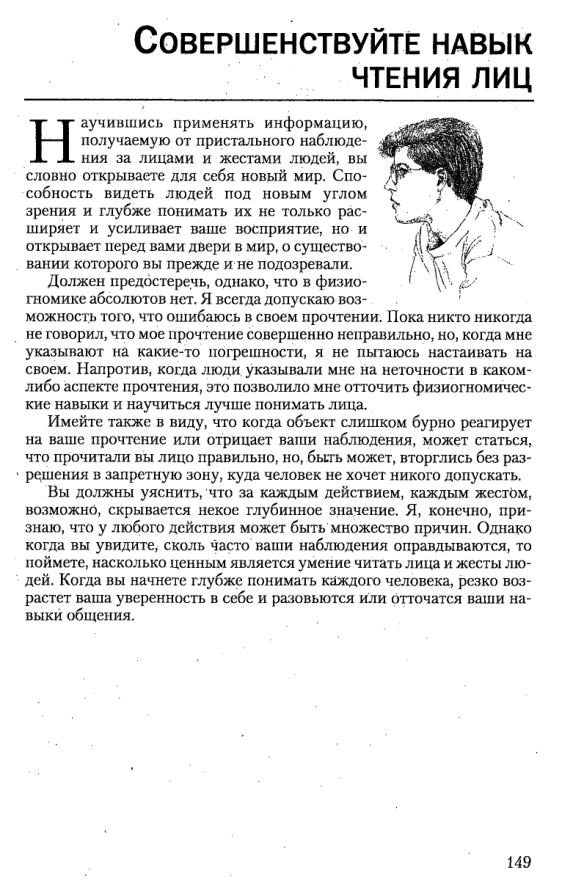 СОВЕРШЕНСТВУЙТЕ НАВЫК
ЧТЕНИЯ ЛИЦ
Научившись применять информацию,
получаемую от пристального наблюде-
ния за лицами и жестами людей, вы
словно открываете для себя новый мир. Спо-
собность видеть людей под новым углом
зрения и глубже понимать их не только рас-
ширяет и усиливает ваше восприятие, но и
открывает перед вами двери в мир, о существо-
вании которого вы прежде и не подозревали.
Должен предостеречь, однако, что в физио-
гномике абсолютов нет. Я всегда допускаю воз-
можность того, что ошибаюсь в своем прочтении. Пока никто никогда
не говорил, что мое прочтение совершенно неправильно, но, когда мне
указывают на какие-то погрешности, я не пытаюсь настаивать на
своем. Напротив, когда люди указывали мне на неточности в каком-
либо аспекте прочтения, это позволило мне отточить физиогномичес-
кие навыки и научиться лучше понимать лица.
Имейте также в виду, что когда объект слишком бурно реагирует
на ваше прочтение или отрицает ваши наблюдения, может статься,
что прочитали вы лицо правильно, но, быть может, вторглись без раз-
решения в запретную зону, куда человек не хочет никого допускать.
Вы должны уяснить, что за каждым действием, каждым жестом,
возможно, скрывается некое глубинное значение. Я, конечно, при-
знаю, что у любого действия может быть множество причин. Однако
когда вы увидите, сколь часто ваши наблюдения оправдываются, то
поймете, насколько ценным является умение читать лица и жесты лю-
дей. Когда вы начнете глубже понимать каждого человека, резко воз-
растет ваша уверенность в себе и разовьются или отточатся ваши на-
выки общения.
149